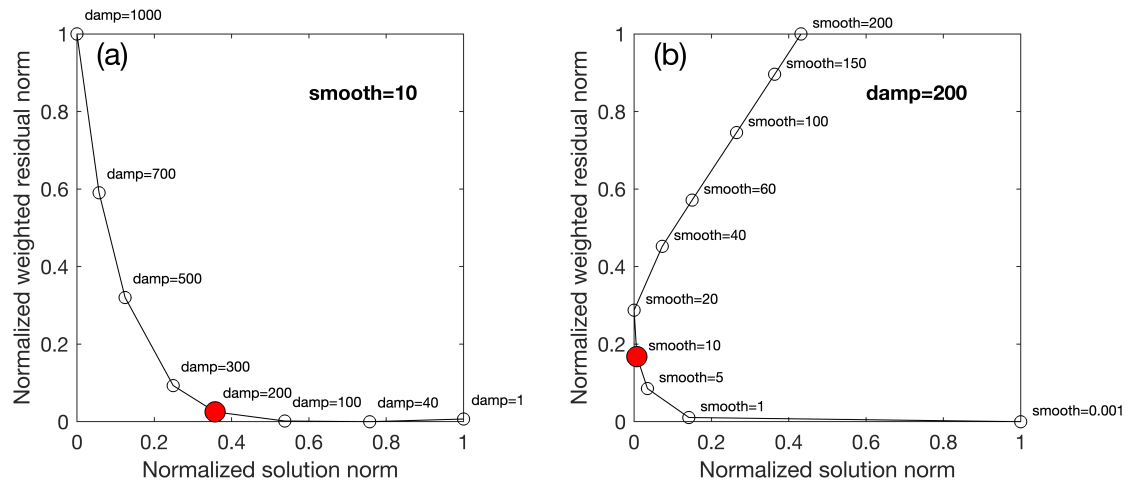 damp=1000
1
(a)
smooth=10
0.8
damp=700
0.6
damp=500
0.4
damp=300
0.2
damp=200
damp=100
damp=40
damp=1
0
0
0.2
0.4
0.6
0.8
1
Normalized solution norm
Normalized weighted residual norm
smooth=200
1
(b)
smooth=150
damp=200
0.8
smooth=100
0.6
smooth=60
smooth=40
0.4
smooth=20
0.2
smooth=10
smooth=5
smooth=1
smooth=0.001
0
0
0.2
0.4
0.6
0.8
1
Normalized solution norm
Normalized weighted residual norm